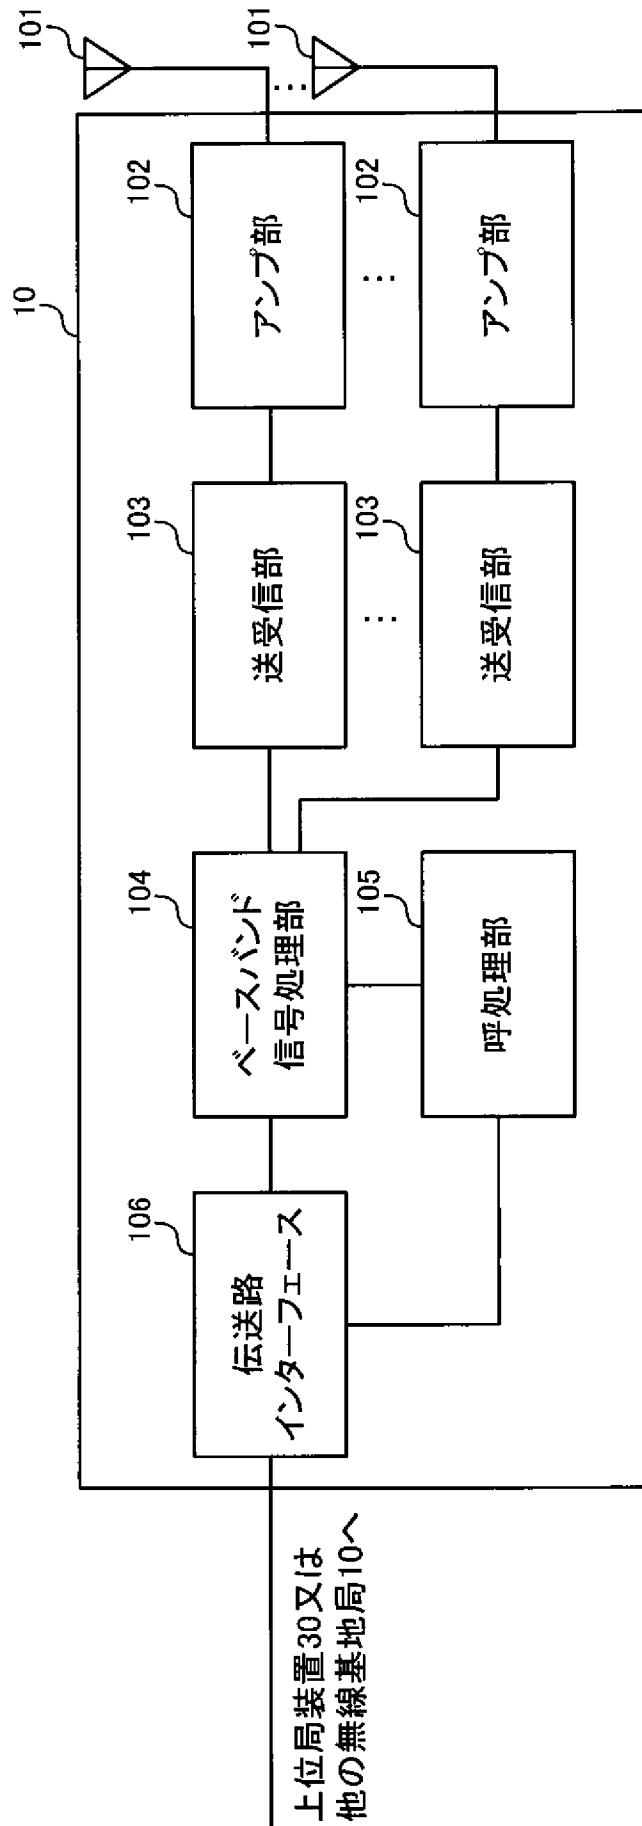 10
101
101
…
102
アンプ部
102
アンプ部
…
103
送受信部
103
送受信部
…
104
ベースバンド
信号処理部
105
呼処理部
106
伝送路
インターフェース
上位局装置30又は
他の無線基地局10へ